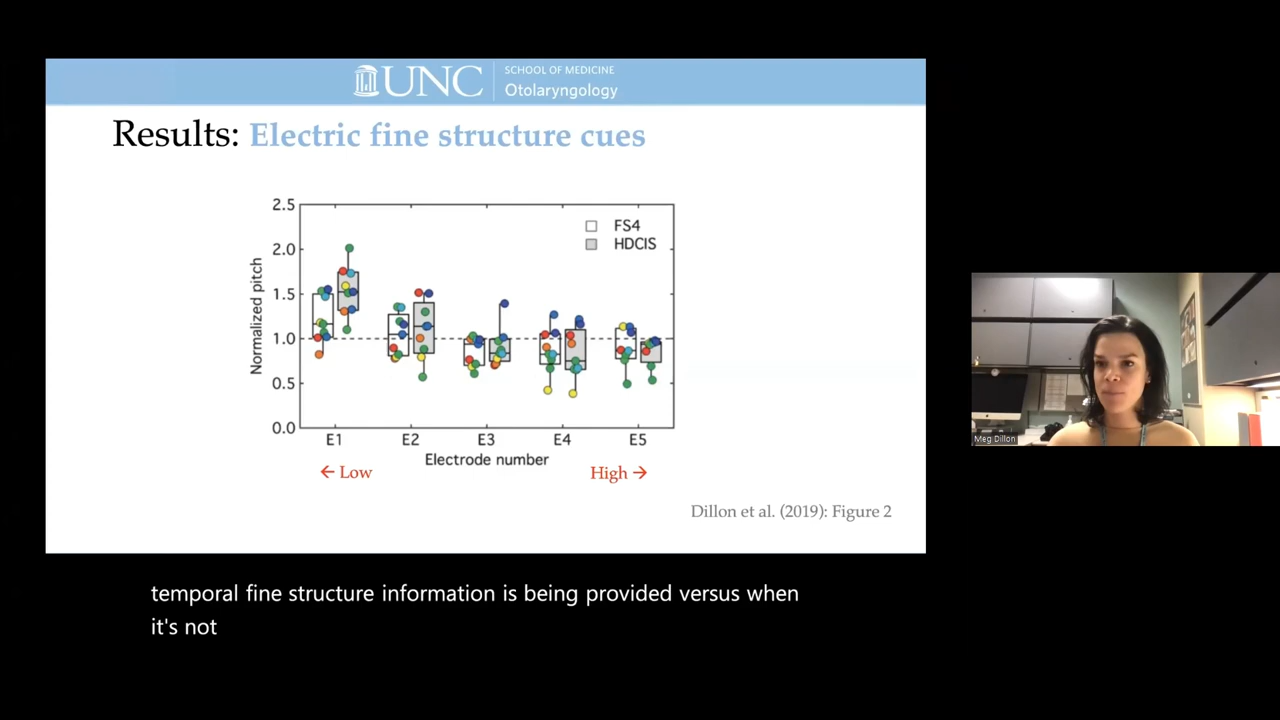 UNC
SCHOOL OF MEDICINE
Otolaryngology
Results: Electric fine structure cues
2.5
2.0
1.5
1.0
0.5
0.0
Normalized pitch
FS4
HDCIS
E1 E2 E3 E4 E5
Electrode number
← Low
High →
Dillon et al. (2019): Figure 2
Meg Dillon
temporal fine structure information is being provided versus when
it's not